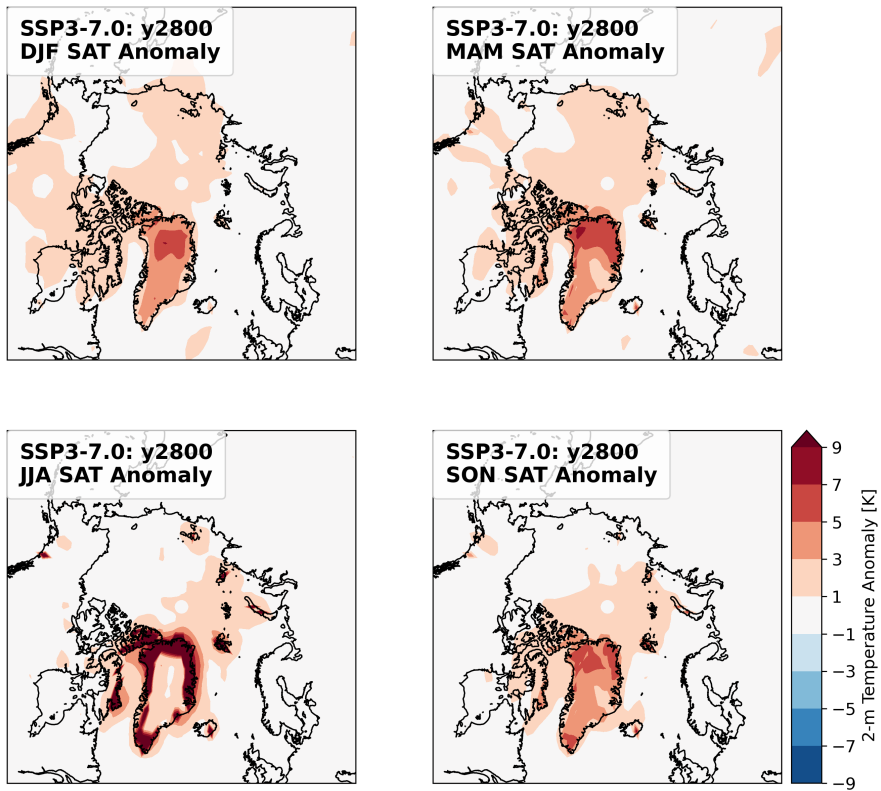 SSP3-7.0: y2800
DJF SAT Anomaly
SSP3-7.0: y2800
MAM SAT Anomaly
SSP3-7.0: y2800
JJA SAT Anomaly
SSP3-7.0: y2800
SON SAT Anomaly
9
7
5
3
1
−1
−3
−5
−7
−9
2-m Temperature Anomaly [K]